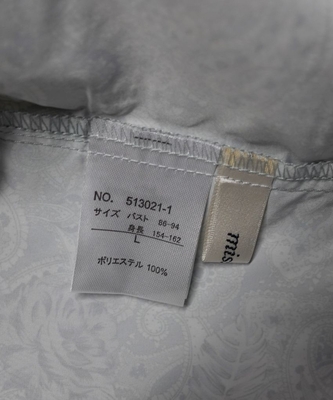 NO. 513021-1
サイズ バスト 86-94
身長 154-162
L
ポリエステル 100%
mis